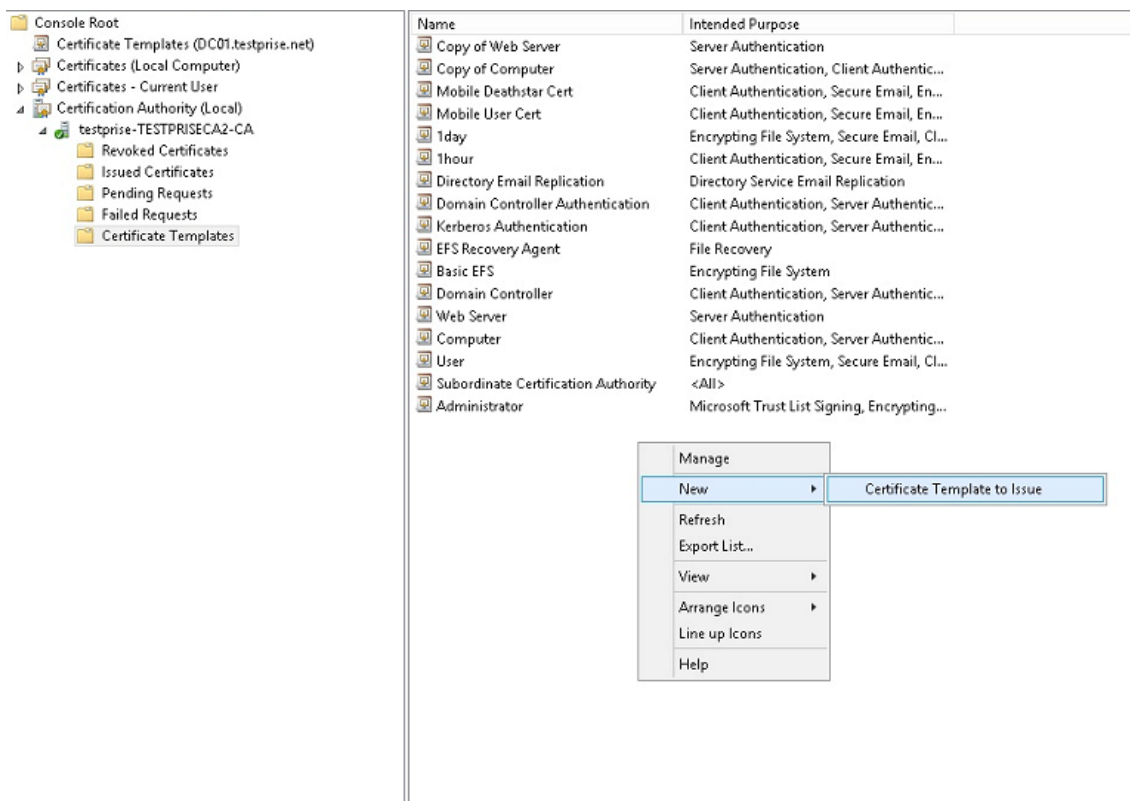 Console Root
Certificate Templates (DC01.testprise.net)
Certificates (Local Computer)
Certificates - Current User
Certification Authority (Local)
testprise-TESTPRISECA2-CA
Revoked Certificates
Issued Certificates
Pending Requests
Failed Requests
Certificate Templates
Name Intended Purpose
Copy of Web Server Server Authentication
Copy of Computer Server Authentication, Client Authentic...
Mobile Deathstar Cert Client Authentication, Secure Email, En...
Mobile User Cert Client Authentication, Secure Email, En...
1day Encrypting File System, Secure Email, Cl...
1hour Client Authentication, Secure Email, En...
Directory Email Replication Directory Service Email Replication
Domain Controller Authentication Client Authentication, Server Authentic...
Kerberos Authentication Client Authentication, Server Authentic...
EFS Recovery Agent File Recovery
Basic EFS Encrypting File System
Domain Controller Client Authentication, Server Authentic...
Web Server Server Authentication
Computer Client Authentication, Server Authentic...
User Encrypting File System, Secure Email, Cl...
Subordinate Certification Authority <All>
Administrator Microsoft Trust List Signing, Encrypting...
Manage
New Certificate Template to Issue
Refresh
Export List...
View
Arrange Icons
Line up Icons
Help